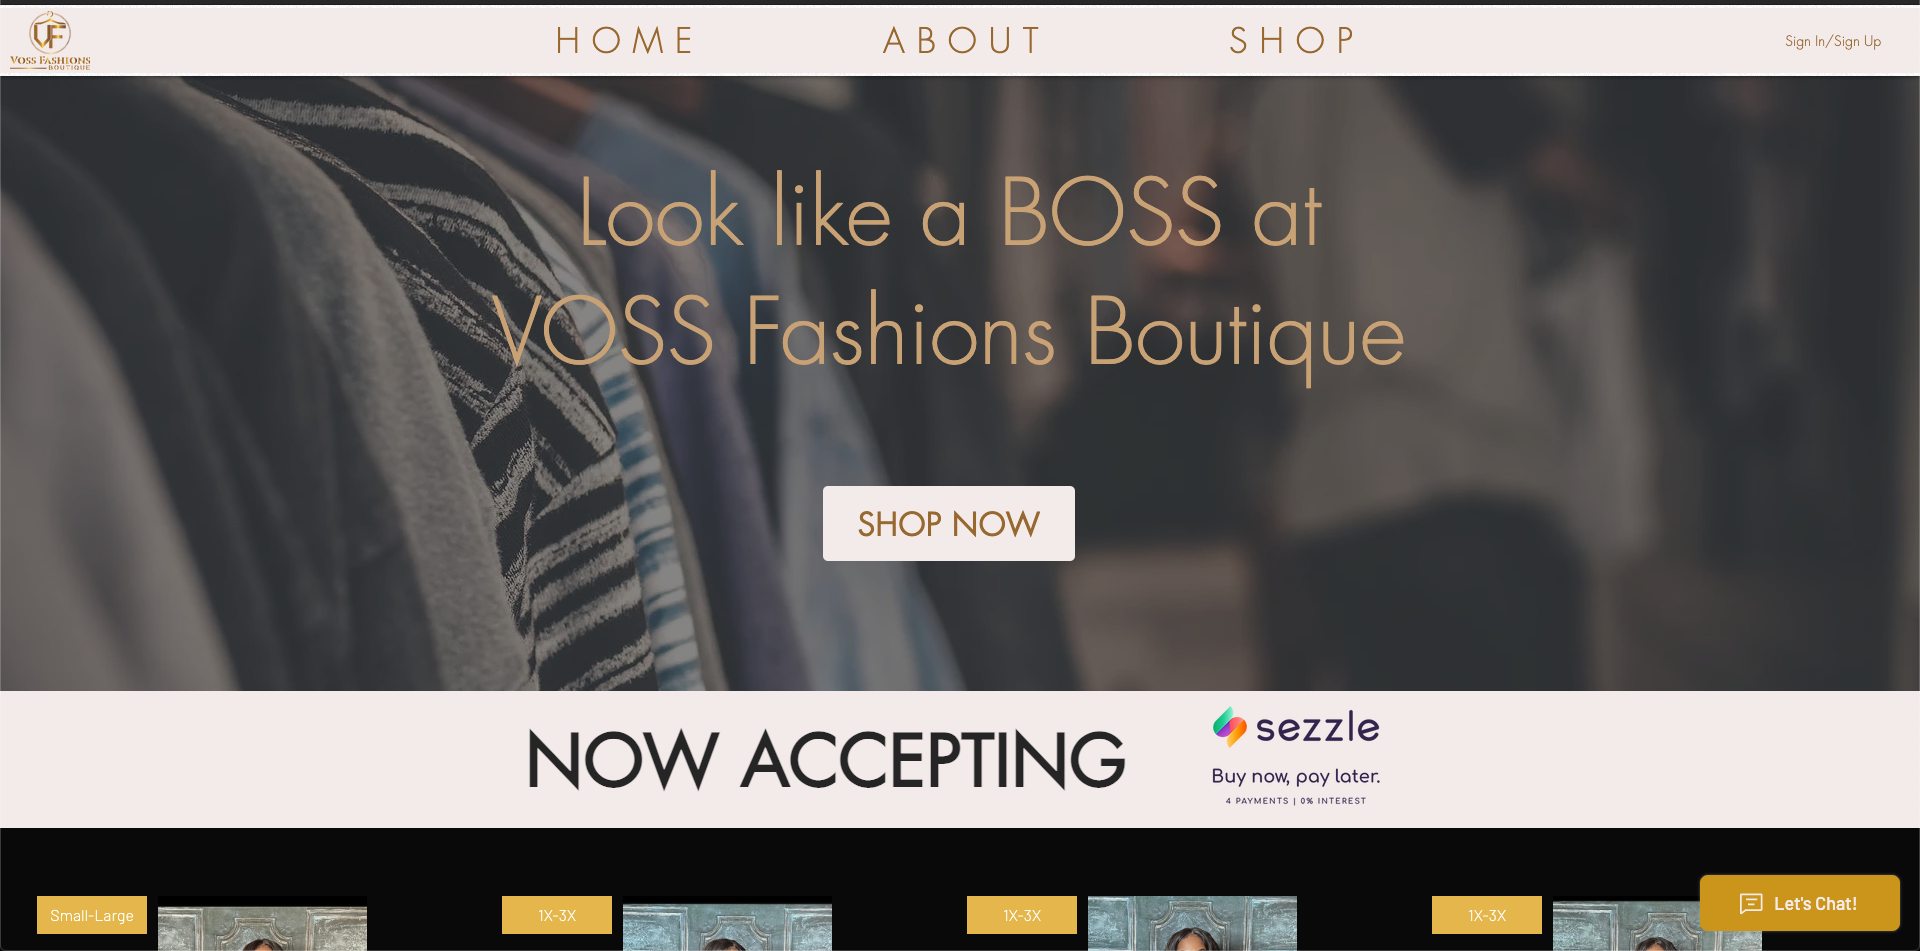 VF
VOSS FASHIONS
BOUTIQUE
HOME
ABOUT
SHOP
Sign In/Sign Up
Look like a BOSS at
VOSS Fashions Boutique
SHOP NOW
NOW ACCEPTING
sezzle
Buy now, pay later.
4 PAYMENTS | 0% INTEREST
Small-Large
1X-3X
1X-3X
1X-3X
Let's Chat!